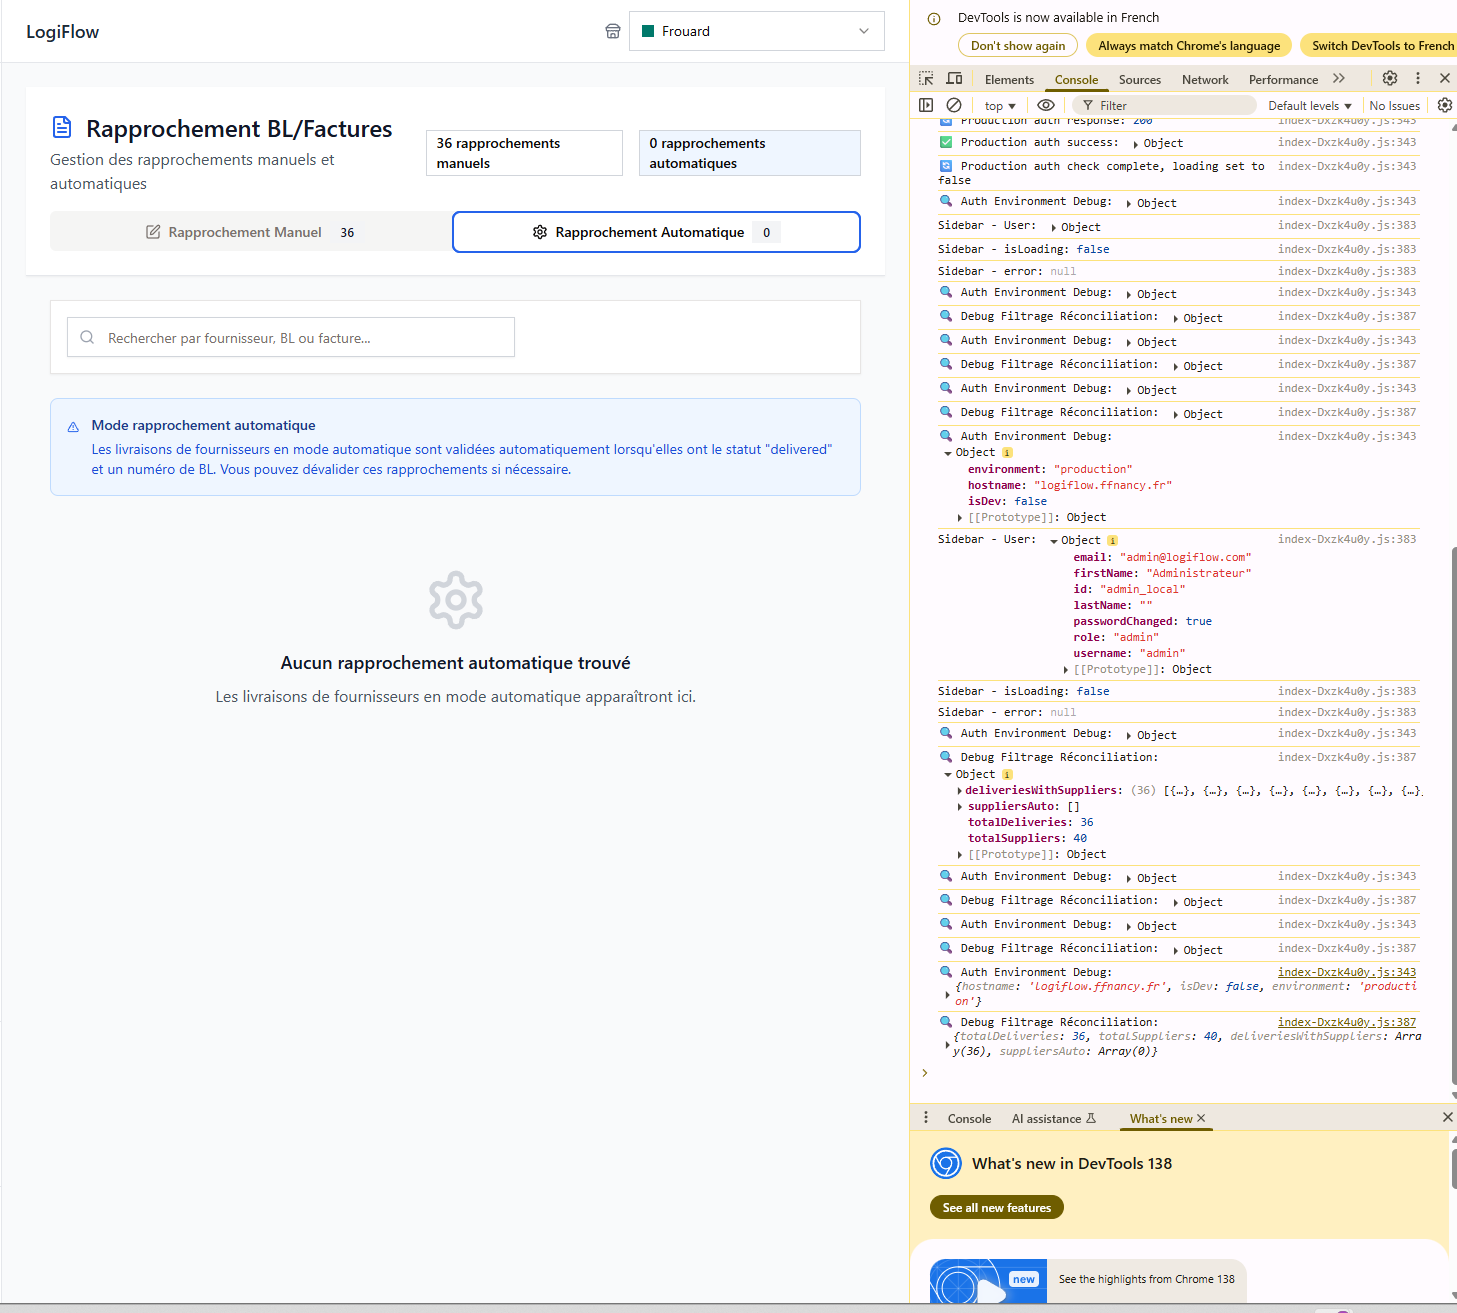 LogiFlow
Frouard
Rapprochement BL/Factures
Gestion des rapprochements manuels et
automatiques
36 rapprochements
manuels
0 rapprochements
automatiques
Rapprochement Manuel 36
Rapprochement Automatique 0
Rechercher par fournisseur, BL ou facture...
Mode rapprochement automatique
Les livraisons de fournisseurs en mode automatique sont validées automatiquement lorsqu'elles ont le statut "delivered"
et un numéro de BL. Vous pouvez dévalider ces rapprochements si nécessaire.
Aucun rapprochement automatique trouvé
Les livraisons de fournisseurs en mode automatique apparaîtront ici.
DevTools is now available in French
Don't show again Always match Chrome's language Switch DevTools to French
Elements Console Sources Network Performance
top Filter Default levels No Issues
Production auth response: 200 index-Dxzk4u0y.js:343
Production auth success: Object index-Dxzk4u0y.js:343
Production auth check complete, loading set to index-Dxzk4u0y.js:343
false
Auth Environment Debug: Object index-Dxzk4u0y.js:343
Sidebar - User: Object index-Dxzk4u0y.js:383
Sidebar - isLoading: false index-Dxzk4u0y.js:383
Sidebar - error: null index-Dxzk4u0y.js:383
Auth Environment Debug: Object index-Dxzk4u0y.js:343
Debug Filtrage Réconciliation: Object index-Dxzk4u0y.js:387
Auth Environment Debug: Object index-Dxzk4u0y.js:343
Debug Filtrage Réconciliation: Object index-Dxzk4u0y.js:387
Auth Environment Debug: Object index-Dxzk4u0y.js:343
Debug Filtrage Réconciliation: Object index-Dxzk4u0y.js:387
Auth Environment Debug: index-Dxzk4u0y.js:343
Object i
environment: "production"
hostname: "logiflow.ffnancy.fr"
isDev: false
[[Prototype]]: Object
Sidebar - User: Object i index-Dxzk4u0y.js:383
email: "admin@logiflow.com"
firstName: "Administrateur"
id: "admin_local"
lastName: ""
passwordChanged: true
role: "admin"
username: "admin"
[[Prototype]]: Object
Sidebar - isLoading: false index-Dxzk4u0y.js:383
Sidebar - error: null index-Dxzk4u0y.js:383
Auth Environment Debug: Object index-Dxzk4u0y.js:343
Debug Filtrage Réconciliation: index-Dxzk4u0y.js:387
Object i
deliveriesWithSuppliers: (36) [{…}, {…}, {…}, {…}, {…}, {…}, {…}, {…},
suppliersAuto: []
totalDeliveries: 36
totalSuppliers: 40
[[Prototype]]: Object
Auth Environment Debug: Object index-Dxzk4u0y.js:343
Debug Filtrage Réconciliation: Object index-Dxzk4u0y.js:387
Auth Environment Debug: Object index-Dxzk4u0y.js:343
Debug Filtrage Réconciliation: Object index-Dxzk4u0y.js:387
Auth Environment Debug: index-Dxzk4u0y.js:343
{hostname: 'logiflow.ffnancy.fr', isDev: false, environment: 'producti
on'}
Debug Filtrage Réconciliation: index-Dxzk4u0y.js:387
{totalDeliveries: 36, totalSuppliers: 40, deliveriesWithSuppliers: Arra
y(36), suppliersAuto: Array(0)}
Console AI assistance What's new
What's new in DevTools 138
See all new features
new See the highlights from Chrome 138